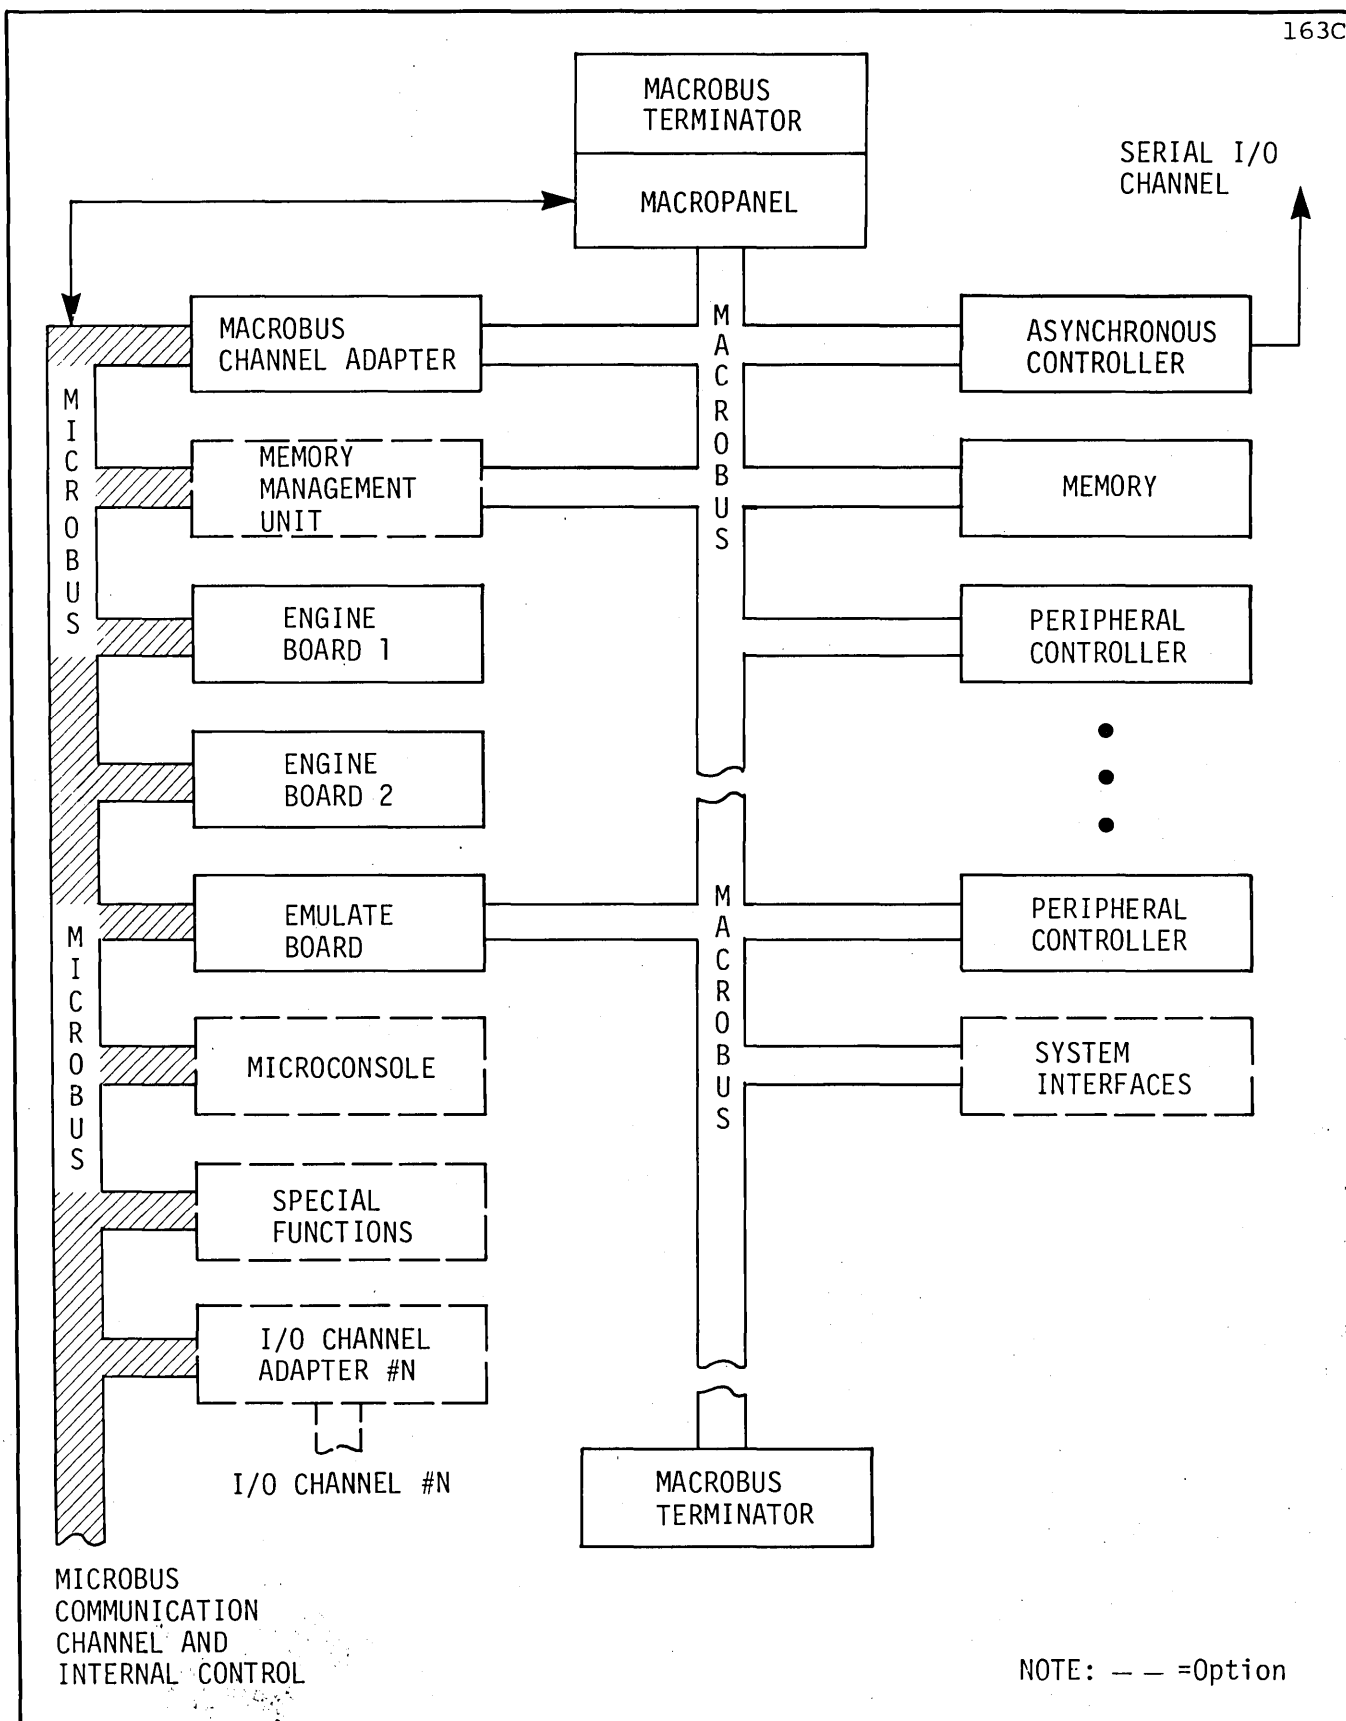 163C
MACROBUS
TERMINATOR
MACROPANEL
SERIAL I/O
CHANNEL
MACROBUS
CHANNEL ADAPTER
MACROBUS
ASYNCHRONOUS
CONTROLLER
MICROBUS
MEMORY
MANAGEMENT
UNIT
MEMORY
ENGINE
BOARD 1
PERIPHERAL
CONTROLLER
ENGINE
BOARD 2
MICROBUS
EMULATE
BOARD
MACROBUS
PERIPHERAL
CONTROLLER
MICROCONSOLE
SYSTEM
INTERFACES
SPECIAL
FUNCTIONS
I/O CHANNEL
ADAPTER #N
I/O CHANNEL #N
MACROBUS
TERMINATOR
MICROBUS
COMMUNICATION
CHANNEL AND
INTERNAL CONTROL
NOTE: — — =Option